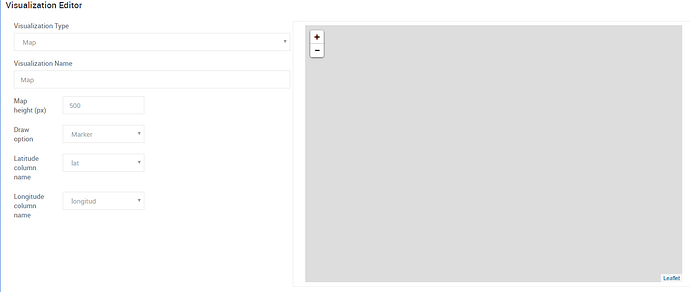 Visualization Editor
Visualization Type
Map
Visualization Name
Map
Map
height (px)
500
Draw
option
Marker
Latitude
column
name
lat
Longitude
column
name
longitud
+
−
Leaflet